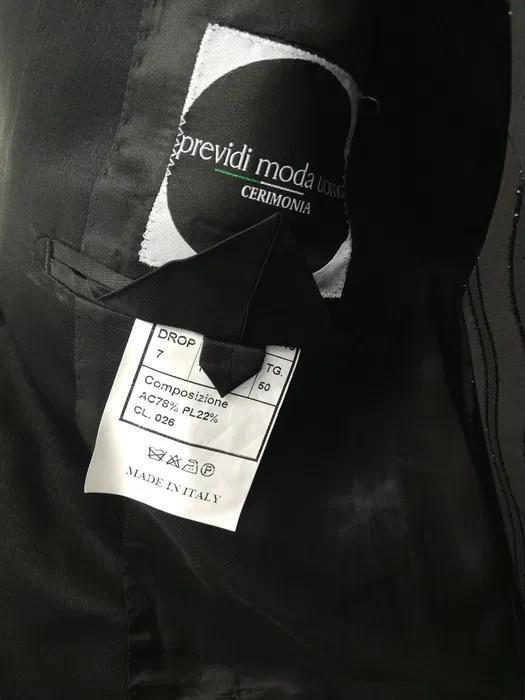 previdi moda uomo
CERIMONIA
DROP
7
TG.
50
Composizione
AC78% PL22%
CL. 026
MADE IN ITALY